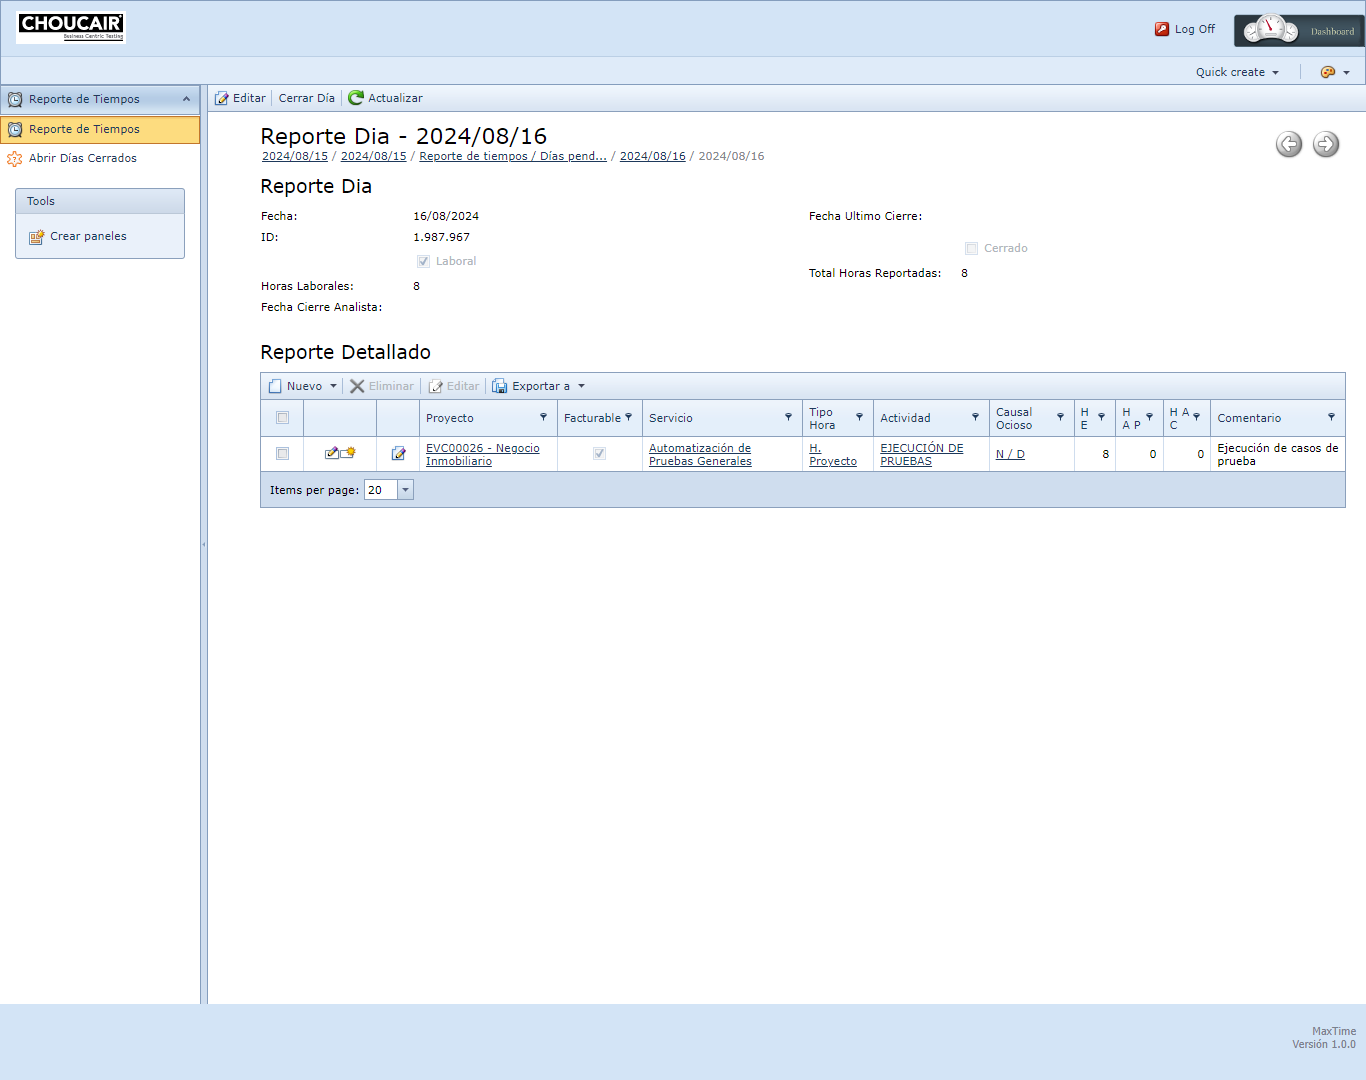 CHOUCAIR
Business Centric Testing
Log Off
Dashboard
Quick create
Reporte de Tiempos
Reporte de Tiempos
Abrir Días Cerrados
Tools
Crear paneles
Editar Cerrar Día Actualizar
Reporte Dia - 2024/08/16
2024/08/15 / 2024/08/15 / Reporte de tiempos / Días pend... / 2024/08/16 / 2024/08/16
Reporte Dia
Fecha: 16/08/2024 Fecha Ultimo Cierre:
ID: 1.987.967
Cerrado
Laboral
Total Horas Reportadas: 8
Horas Laborales: 8
Fecha Cierre Analista:
Reporte Detallado
Nuevo Eliminar Editar Exportar a
Proyecto Facturable Servicio Tipo Hora Actividad Causal Ocioso H E H A P H A C Comentario
EVC00026 - Negocio Inmobiliario Automatización de Pruebas Generales H. Proyecto EJECUCIÓN DE PRUEBAS N / D 8 0 0 Ejecución de casos de prueba
Items per page: 20
MaxTime
Versión 1.0.0